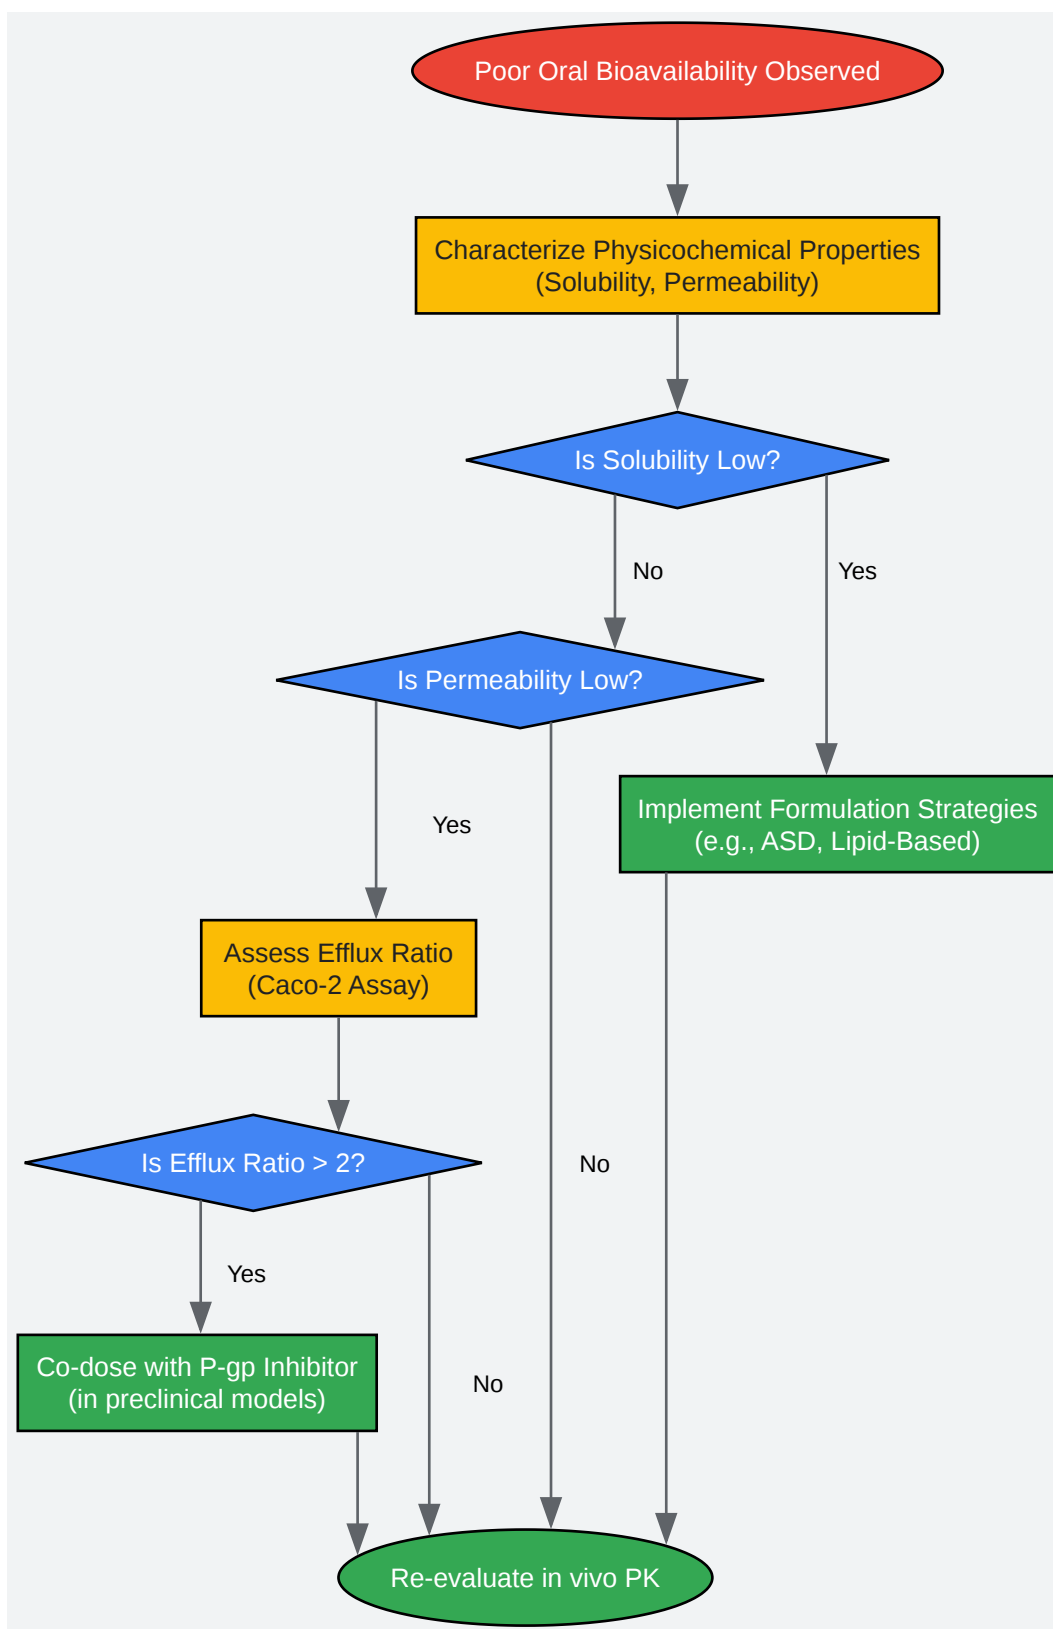 Poor Oral Bioavailability Observed
Characterize Physicochemical Properties
(Solubility, Permeability)
Is Solubility Low?
No
Yes
Is Permeability Low?
Implement Formulation Strategies
(e.g., ASD, Lipid-Based)
Yes
Assess Efflux Ratio
(Caco-2 Assay)
Is Efflux Ratio > 2?
No
Yes
Co-dose with P-gp Inhibitor
(in preclinical models)
No
Re-evaluate in vivo PK